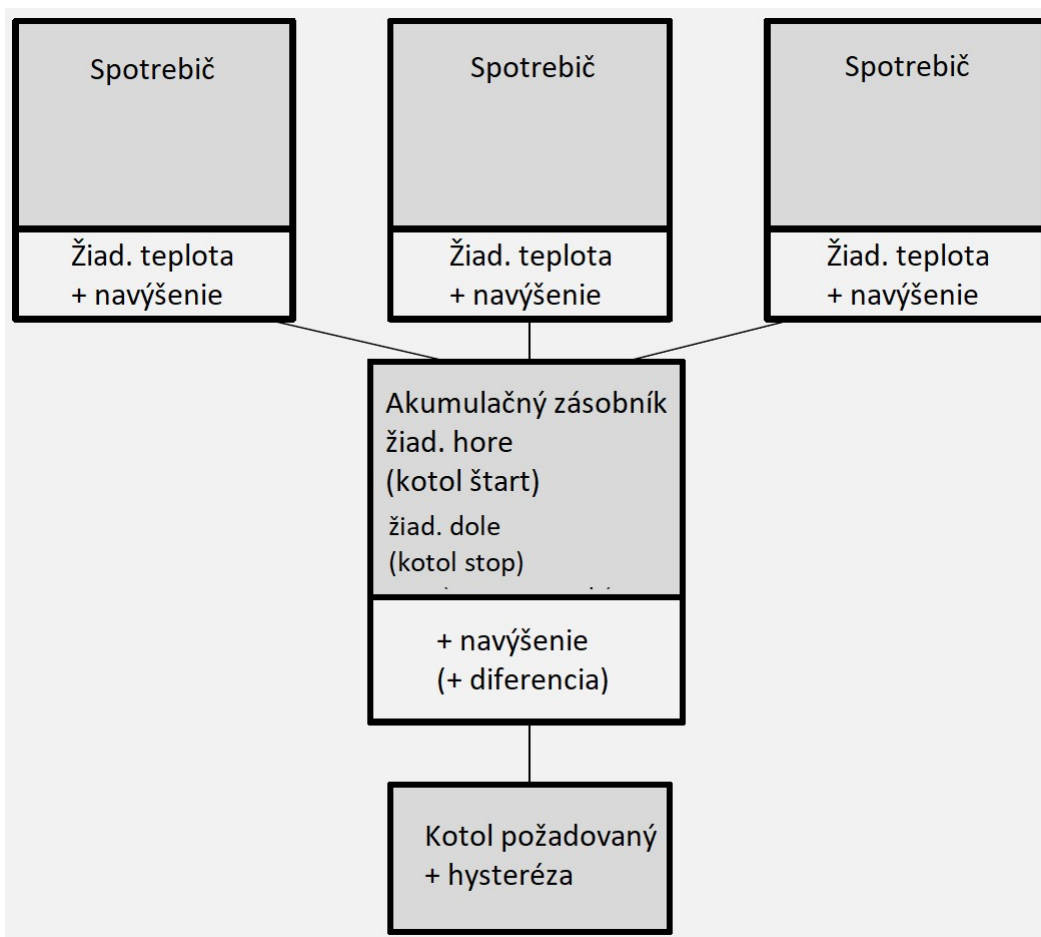 Spotrebič
Žiad. teplota
+ navýšenie
Spotrebič
Žiad. teplota
+ navýšenie
Spotrebič
Žiad. teplota
+ navýšenie
Akumulačný zásobník
žiad. hore
(kotol štart)
žiad. dole
(kotol stop)
+ navýšenie
(+ diferencia)
Kotol požadovaný
+ hysteréza